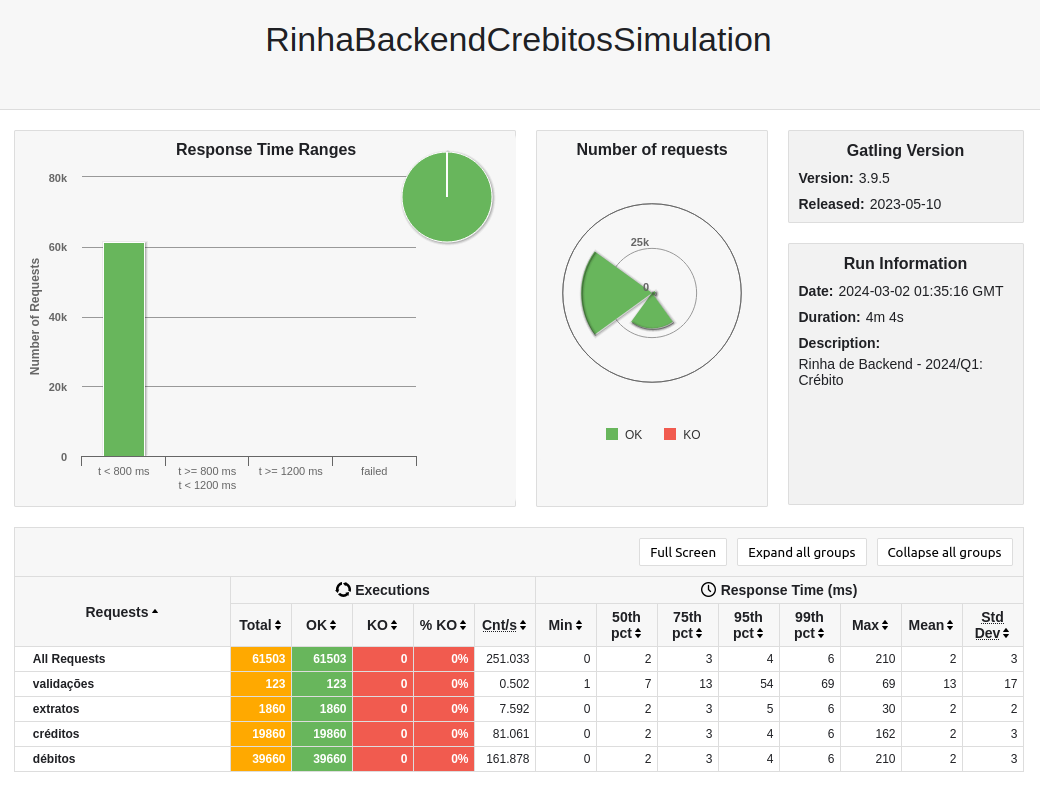 RinhaBackendCrebitosSimulation
Response Time Ranges
80k
60k
40k
20k
0
Number of Requests
t < 800 ms
t >= 800 ms
t < 1200 ms
t >= 1200 ms
failed
Number of requests
25k
0
OK
KO
Gatling Version
Version: 3.9.5
Released: 2023-05-10
Run Information
Date: 2024-03-02 01:35:16 GMT
Duration: 4m 4s
Description:
Rinha de Backend - 2024/Q1:
Crébito
Full Screen
Expand all groups
Collapse all groups
Requests
Executions
Response Time (ms)
Total
OK
KO
% KO
Cnt/s
Min
50th
pct
75th
pct
95th
pct
99th
pct
Max
Mean
Std
Dev
All Requests 61503 61503 0 0% 251.033 0 2 3 4 6 210 2 3
validações 123 123 0 0% 0.502 1 7 13 54 69 69 13 17
extratos 1860 1860 0 0% 7.592 0 2 3 5 6 30 2 2
créditos 19860 19860 0 0% 81.061 0 2 3 4 6 162 2 3
débitos 39660 39660 0 0% 161.878 0 2 3 4 6 210 2 3